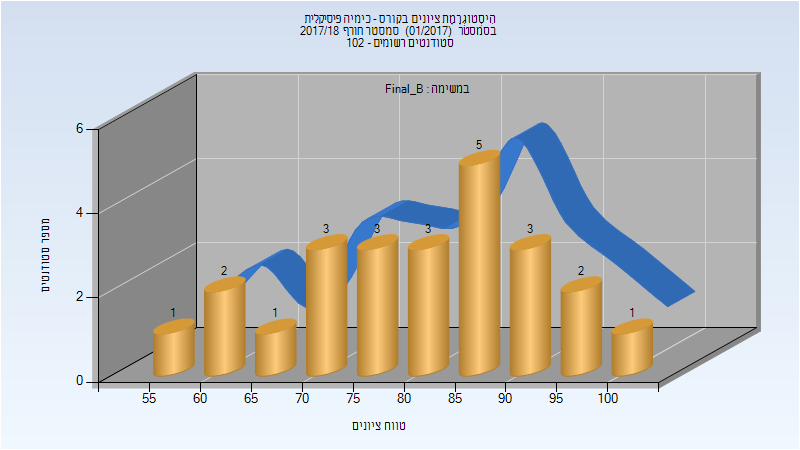 היסטוגרמת ציונים בקורס - כימיה פיסיקלית
בסמסטר (01/2017) סמסטר חורף 2017/18
סטודנטים רשומים - 102
במשימה : Final_B
מספר סטודנטים
6
4
2
0
1
2
1
3
3
3
5
3
2
1
55 60 65 70 75 80 85 90 95 100
טווח ציונים